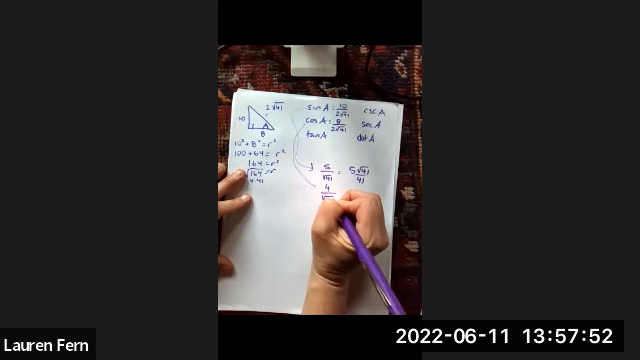 2√41
10
r
A
8
sin A = 10/2√41 csc A
cos A = 8/2√41 sec A
tan A cot A
10² + 8² = r²
100 + 64 = r²
164 = r²
√164 = r
4·41
5/√41 = 5√41/41
4/√
Lauren Fern
2022-06-11 13:57:52